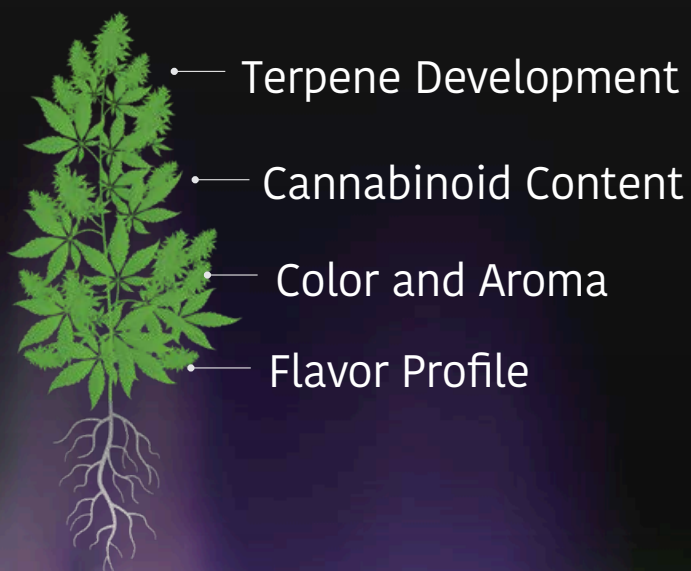 Terpene Development
Cannabinoid Content
Color and Aroma
Flavor Profile